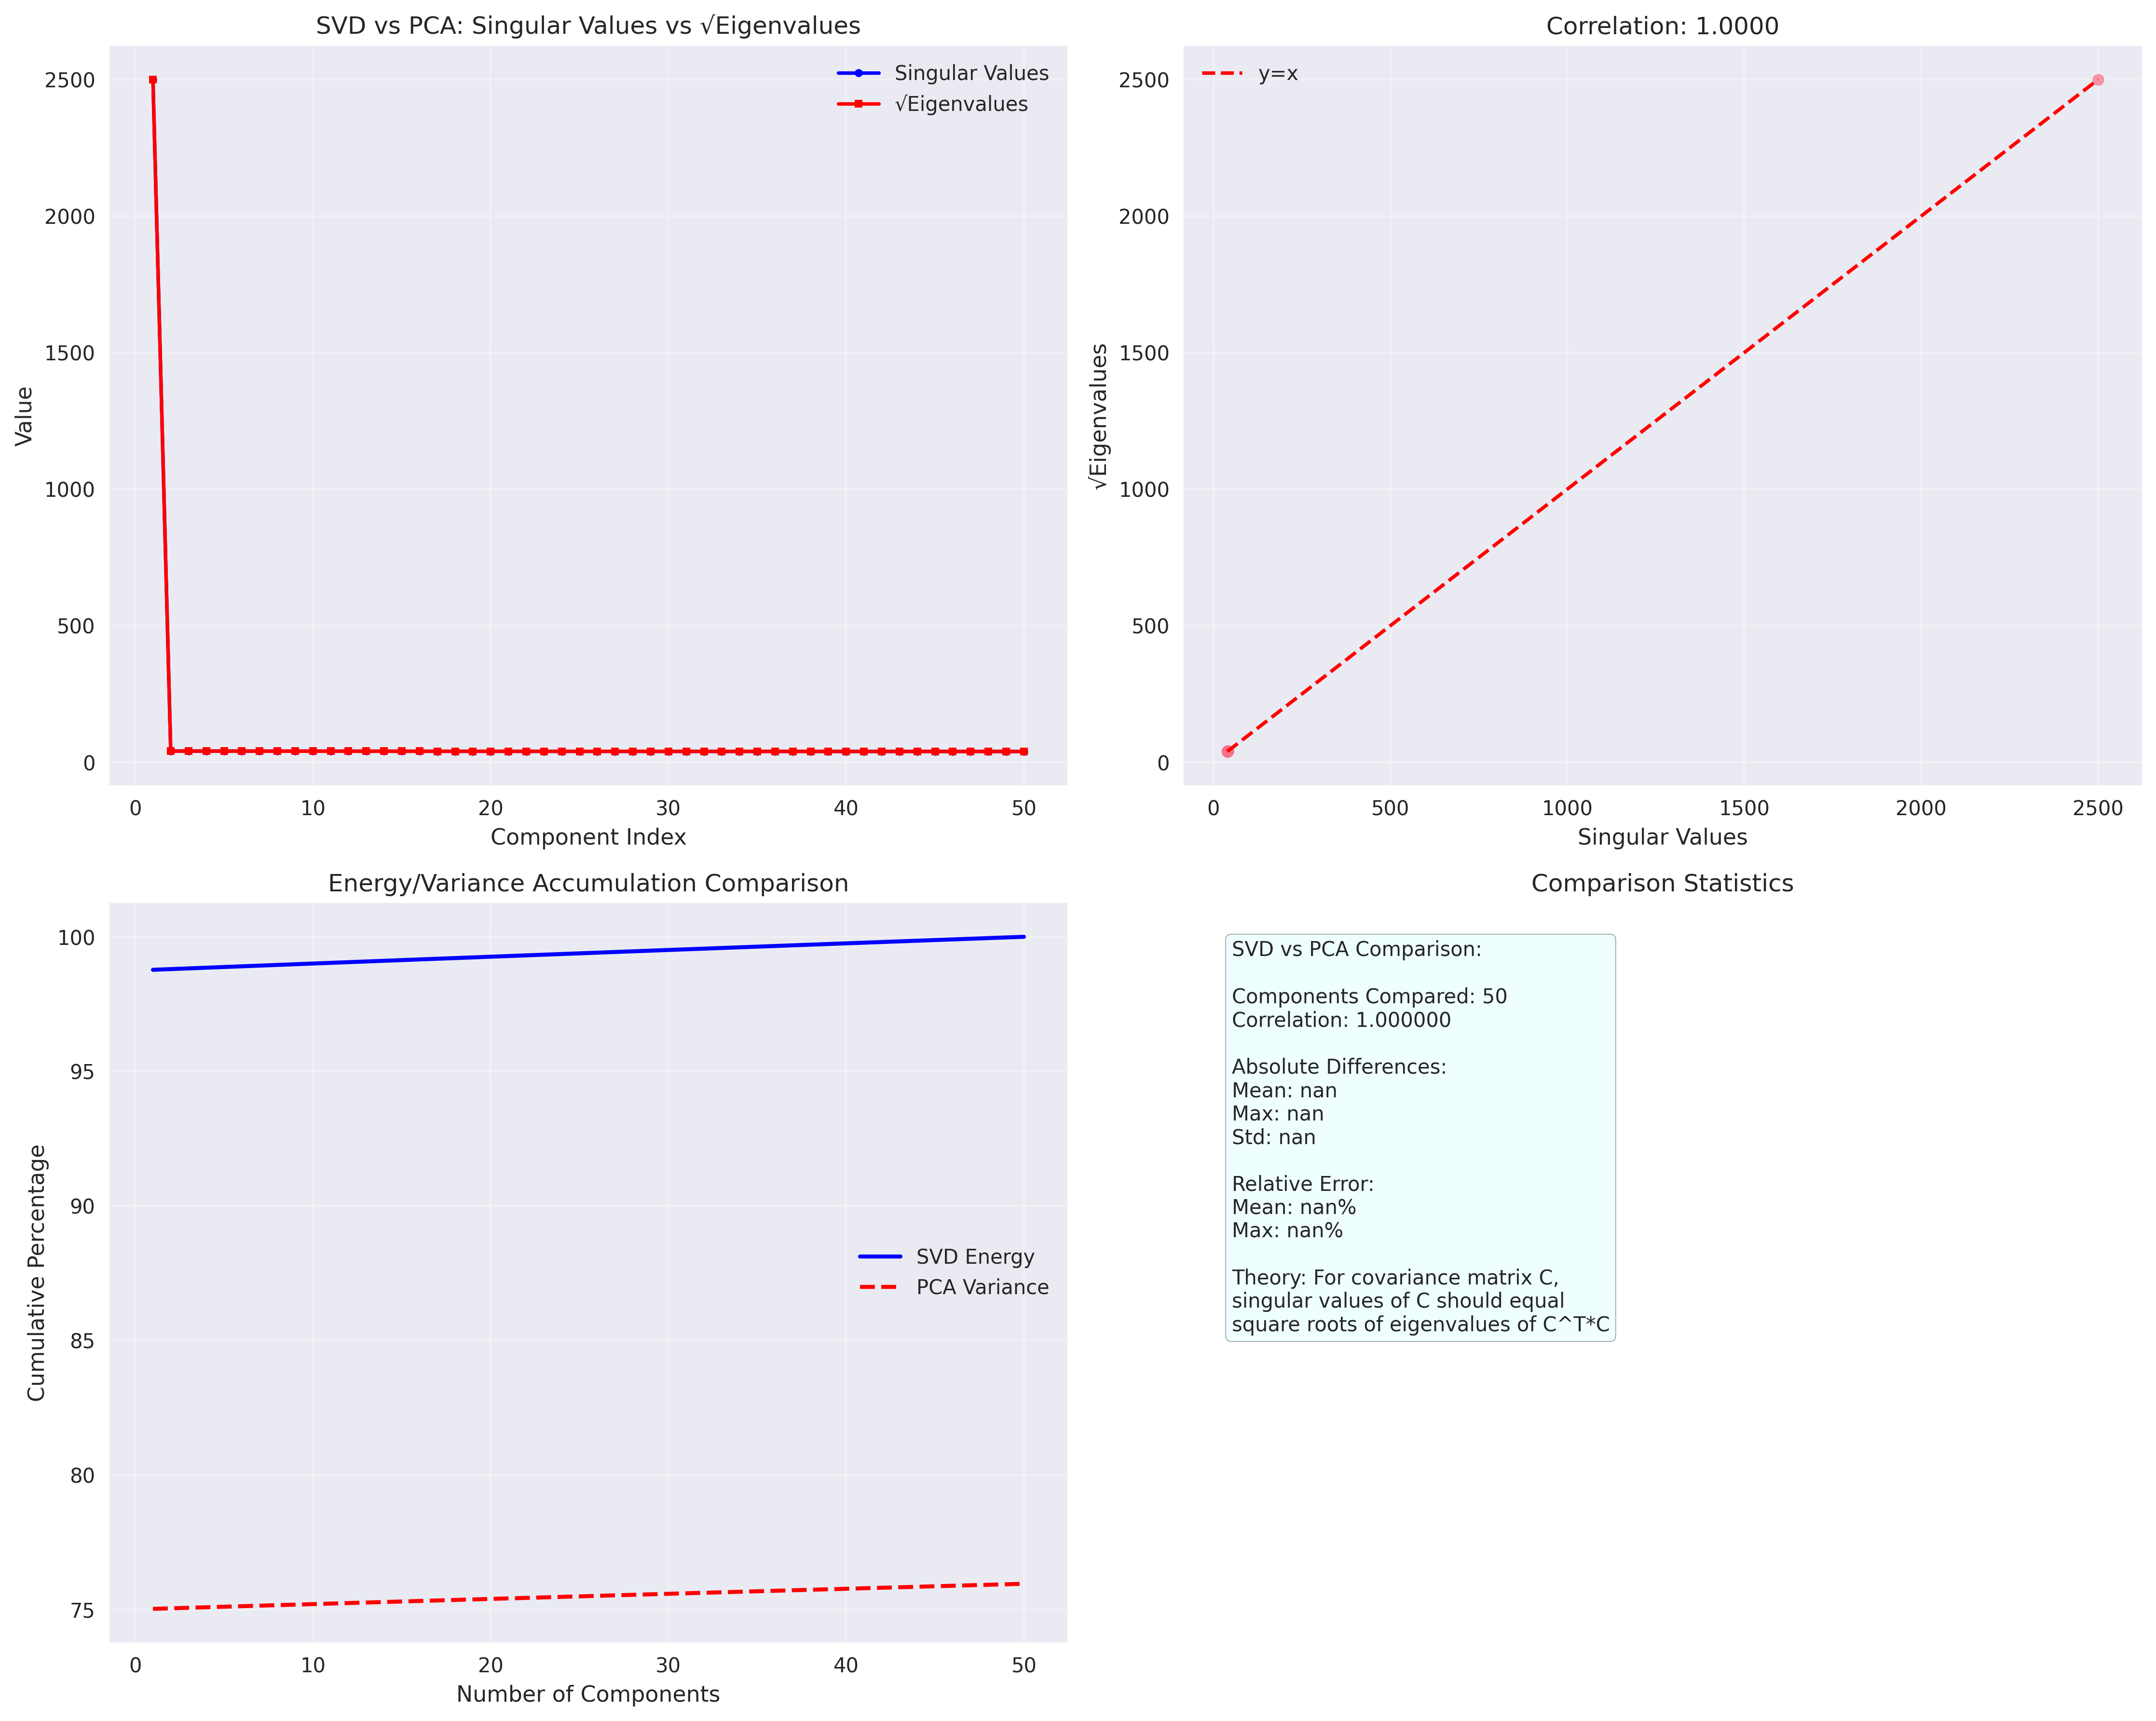 SVD vs PCA: Singular Values vs √Eigenvalues
Singular Values
√Eigenvalues
2500
2000
1500
1000
500
0
Value
0 10 20 30 40 50
Component Index
Correlation: 1.0000
y=x
2500
2000
1500
1000
500
0
√Eigenvalues
0 500 1000 1500 2000 2500
Singular Values
Energy/Variance Accumulation Comparison
100
95
90
85
80
75
Cumulative Percentage
SVD Energy
PCA Variance
0 10 20 30 40 50
Number of Components
Comparison Statistics
SVD vs PCA Comparison:
Components Compared: 50
Correlation: 1.000000
Absolute Differences:
Mean: nan
Max: nan
Std: nan
Relative Error:
Mean: nan%
Max: nan%
Theory: For covariance matrix C,
singular values of C should equal
square roots of eigenvalues of C^T*C